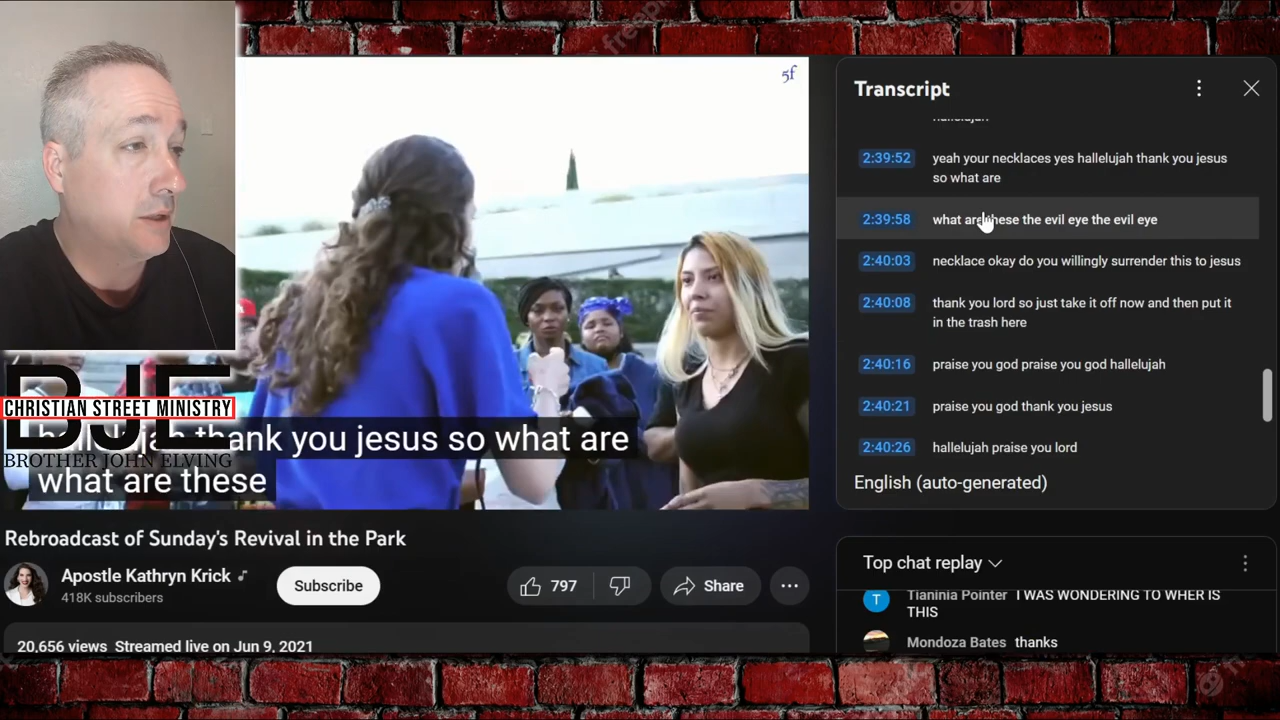 5f
hallelujah thank you jesus so what are
what are these
BJE
CHRISTIAN STREET MINISTRY
BROTHER JOHN ELVING
Rebroadcast of Sunday's Revival in the Park
Apostle Kathryn Krick
418K subscribers
Subscribe
797
Share
20,656 views Streamed live on Jun 9, 2021
Transcript
hallelujah
2:39:52
yeah your necklaces yes hallelujah thank you jesus
so what are
2:39:58
what are these the evil eye the evil eye
2:40:03
necklace okay do you willingly surrender this to jesus
2:40:08
thank you lord so just take it off now and then put it
in the trash here
2:40:16
praise you god praise you god hallelujah
2:40:21
praise you god thank you jesus
2:40:26
hallelujah praise you lord
English (auto-generated)
Top chat replay
T
Tianinia Pointer I WAS WONDERING TO WHER IS
THIS
Mondoza Bates thanks